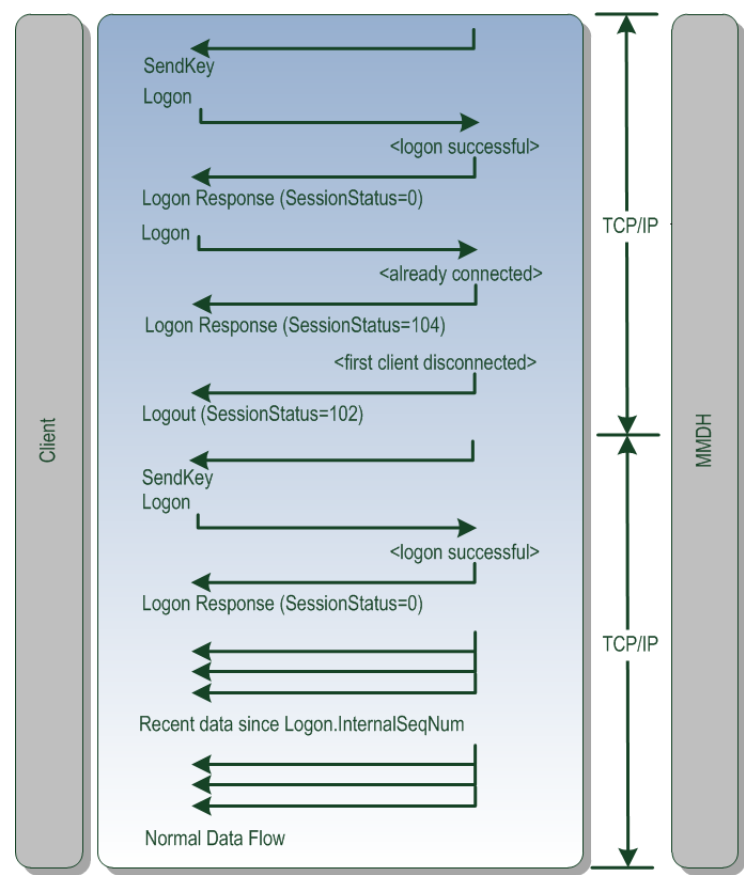 SendKey
Logon
<logon successful>
Logon Response (SessionStatus=0)
Logon
<already connected>
Logon Response (SessionStatus=104)
<first client disconnected>
Logout (SessionStatus=102)
SendKey
Logon
<logon successful>
Logon Response (SessionStatus=0)
Recent data since Logon.InternalSeqNum
Normal Data Flow
Client
TCP/IP
TCP/IP
MMDH